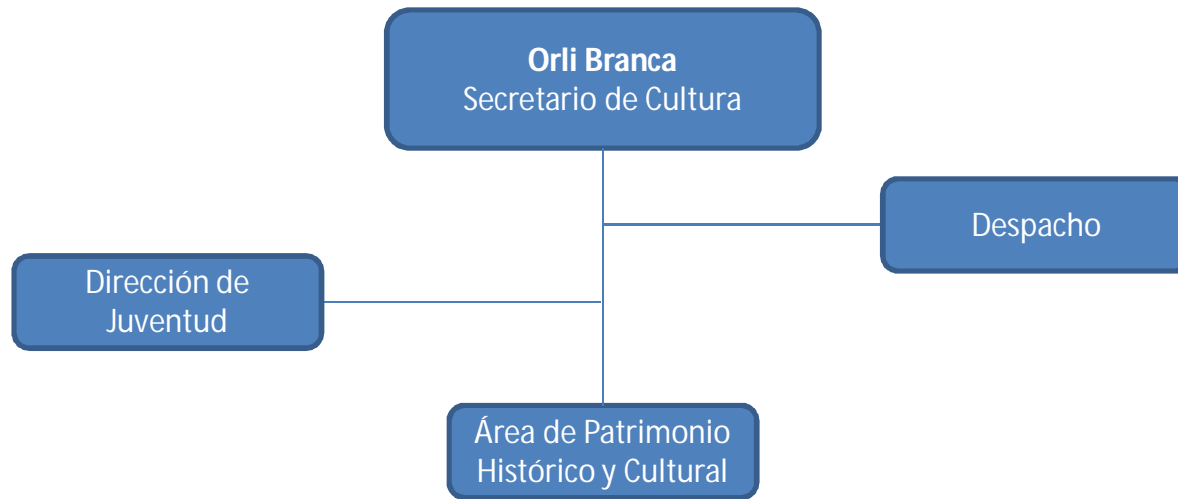 Orli Branca
Secretario de Cultura
Despacho
Dirección de
Juventud
Área de Patrimonio
Histórico y Cultural